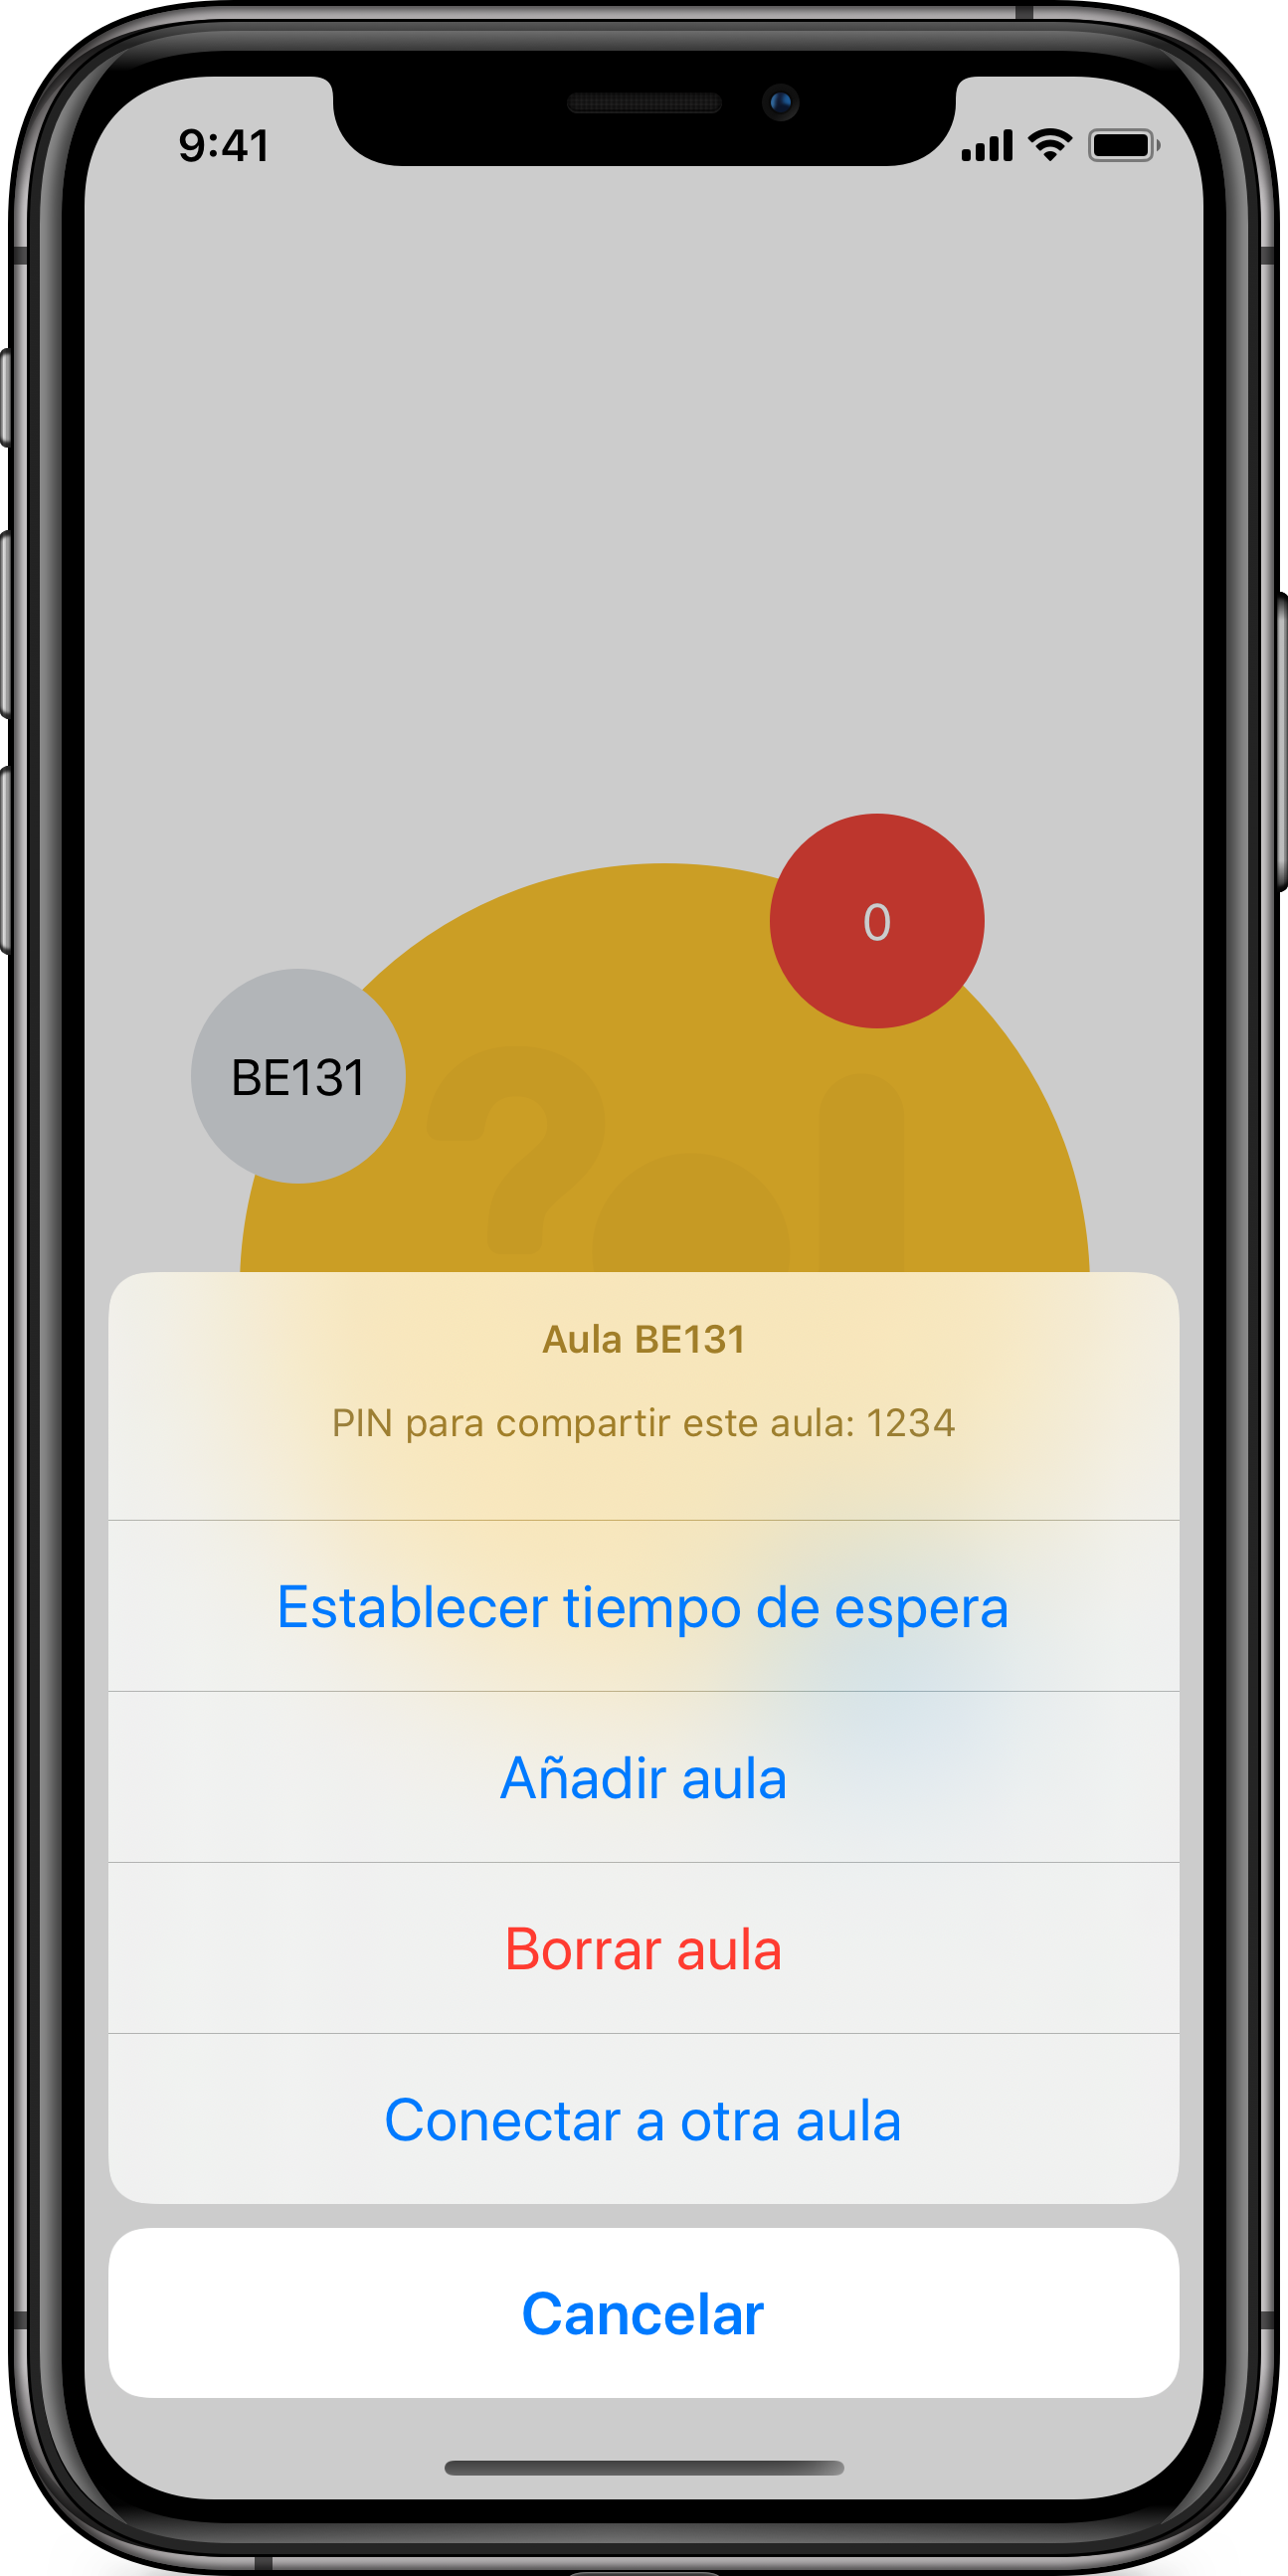 9:41
0
BE131
Aula BE131
PIN para compartir este aula: 1234
Establecer tiempo de espera
Añadir aula
Borrar aula
Conectar a otra aula
Cancelar